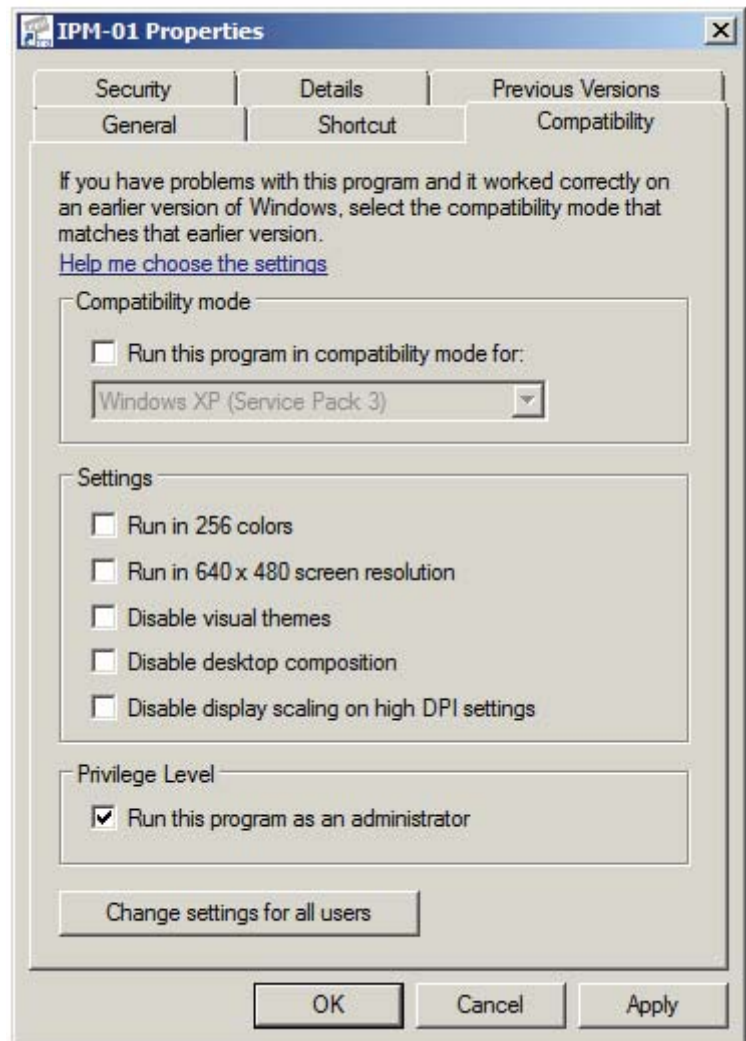 IPM-01 Properties
Security
Details
Previous Versions
General
Shortcut
Compatibility
If you have problems with this program and it worked correctly on
an earlier version of Windows, select the compatibility mode that
matches that earlier version.
Help me choose the settings
Compatibility mode
Run this program in compatibility mode for:
Windows XP (Service Pack 3)
Settings
Run in 256 colors
Run in 640 x 480 screen resolution
Disable visual themes
Disable desktop composition
Disable display scaling on high DPI settings
Privilege Level
Run this program as an administrator
Change settings for all users
OK
Cancel
Apply